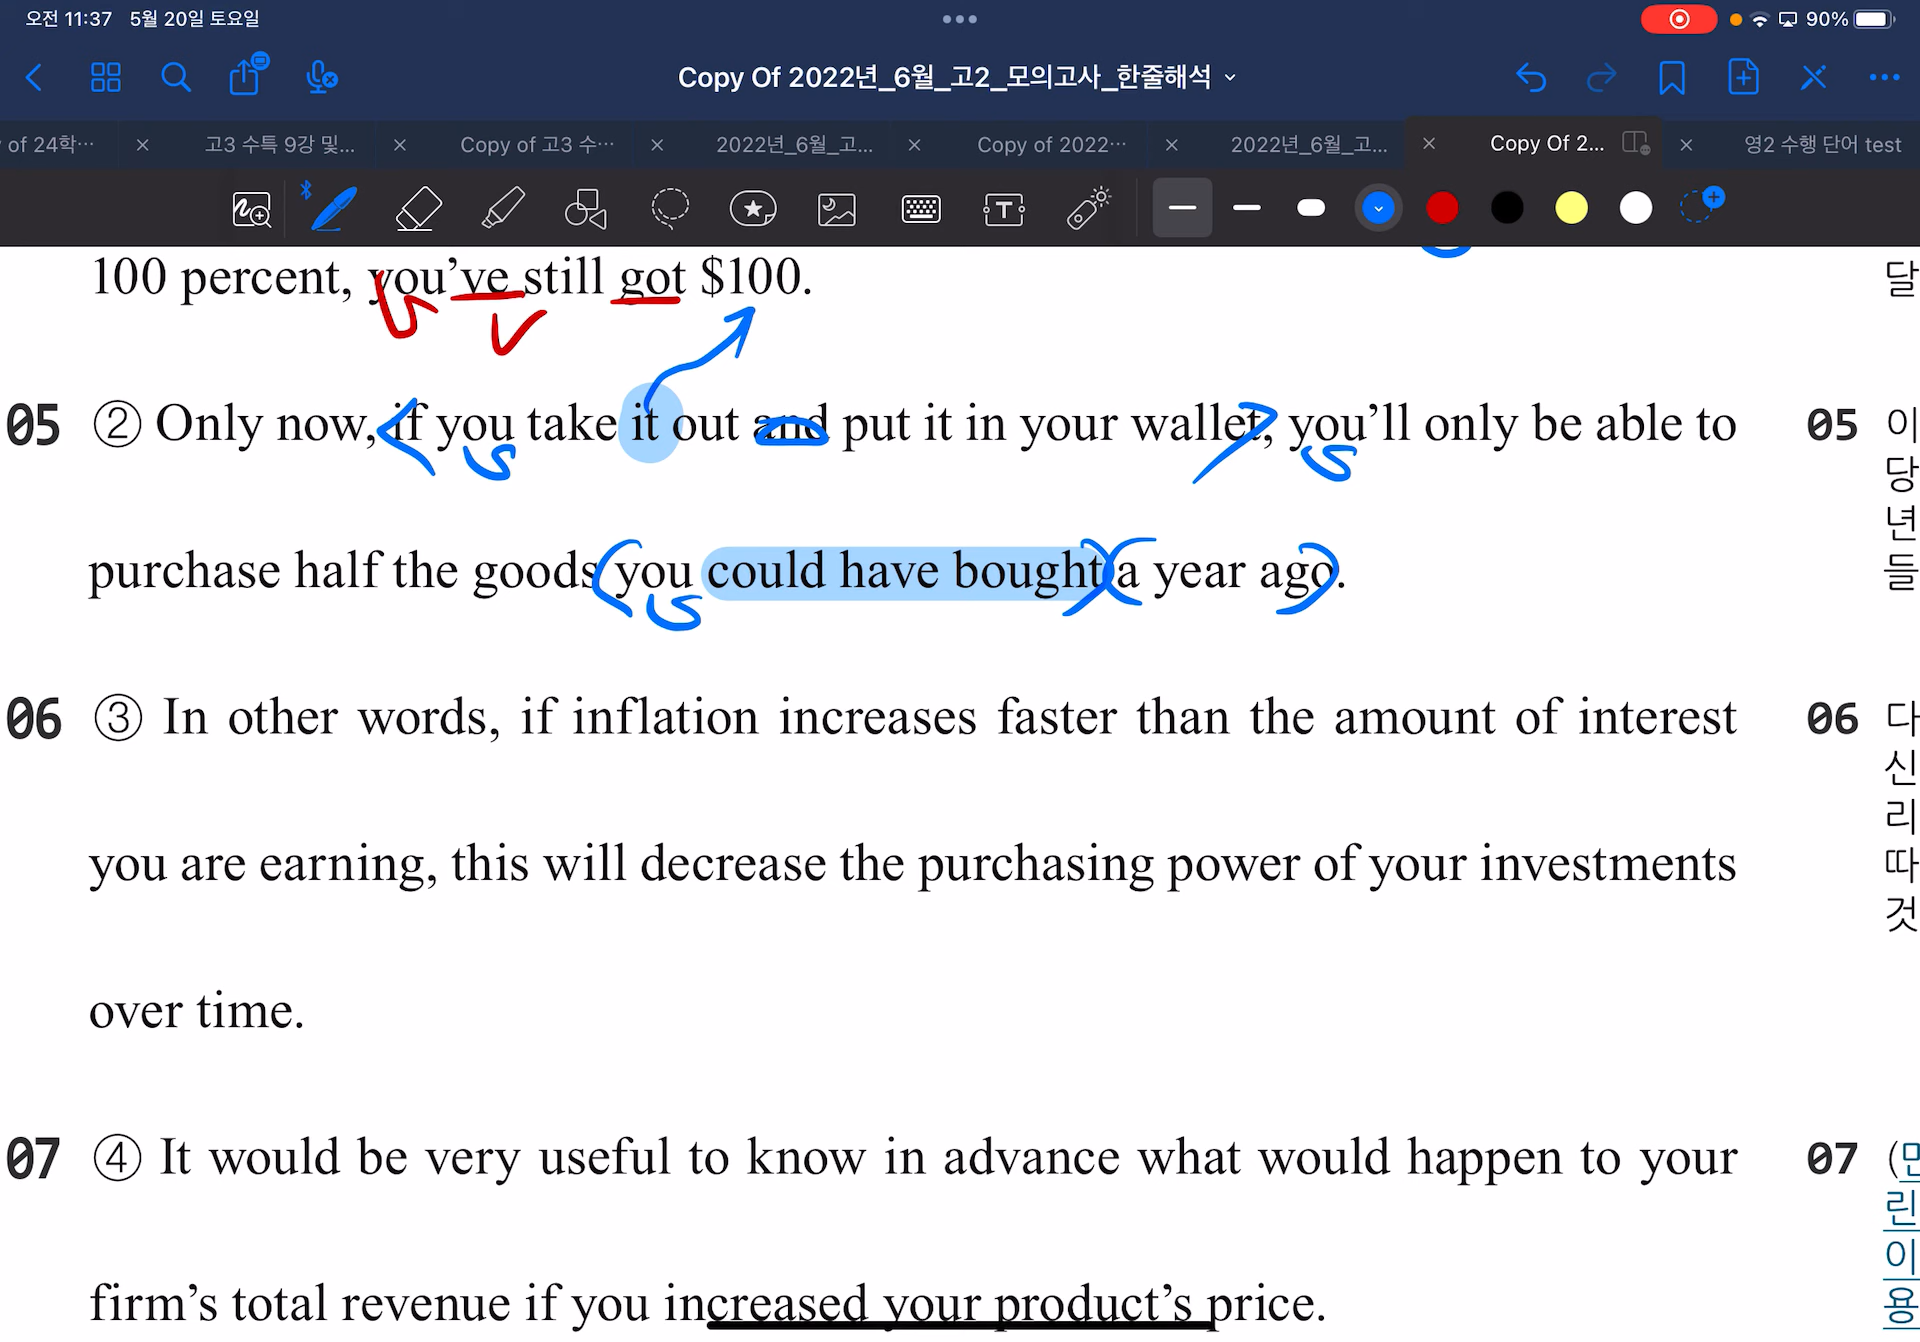 오전 11:37 5월 20일 토요일
90%
Copy Of 2022년_6월_고2_모의고사_한줄해석
of 24학… 고3 수특 9강 및... Copy of 고3 수… 2022년_6월_고... Copy of 2022… 2022년_6월_고... Copy Of 2... 영2 수행 단어 test
100 percent, you've still got $100.
S V
달
05 ② Only now, if you take it out and put it in your wallet, you'll only be able to
S S
purchase half the goods you could have bought a year ago.
S
05 이
당
년
들
06 ③ In other words, if inflation increases faster than the amount of interest
you are earning, this will decrease the purchasing power of your investments
over time.
06 다
신
리
따
것
07 ④ It would be very useful to know in advance what would happen to your
firm's total revenue if you increased your product's price.
07
린
이
용